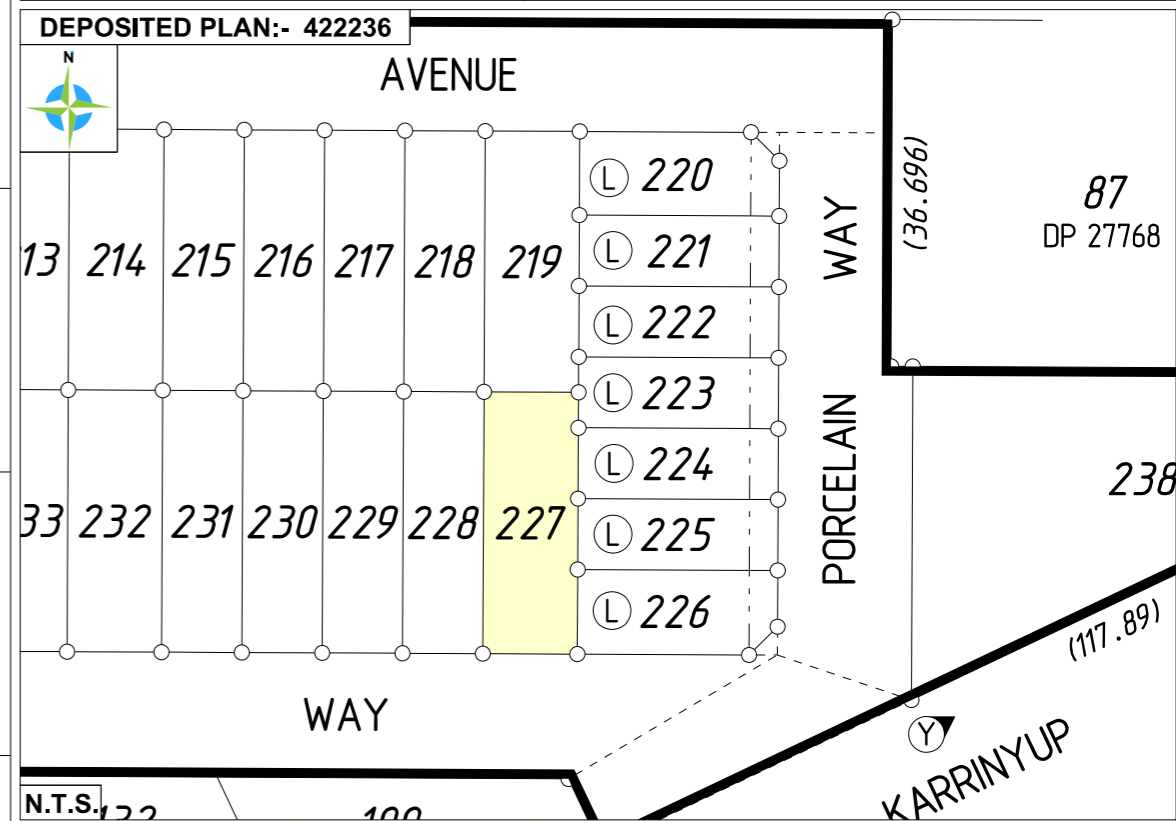 DEPOSITED PLAN:- 422236
N
AVENUE
Ⓛ 220
(36.696)
87
DP 27768
WAY
13 214 215 216 217 218 219
Ⓛ 221
Ⓛ 222
Ⓛ 223
PORCELAIN
Ⓛ 224
238
33 232 231 230 229 228 227
Ⓛ 225
Ⓛ 226
(117.89)
WAY
Ⓨ
KARRINYUP
N.T.S.